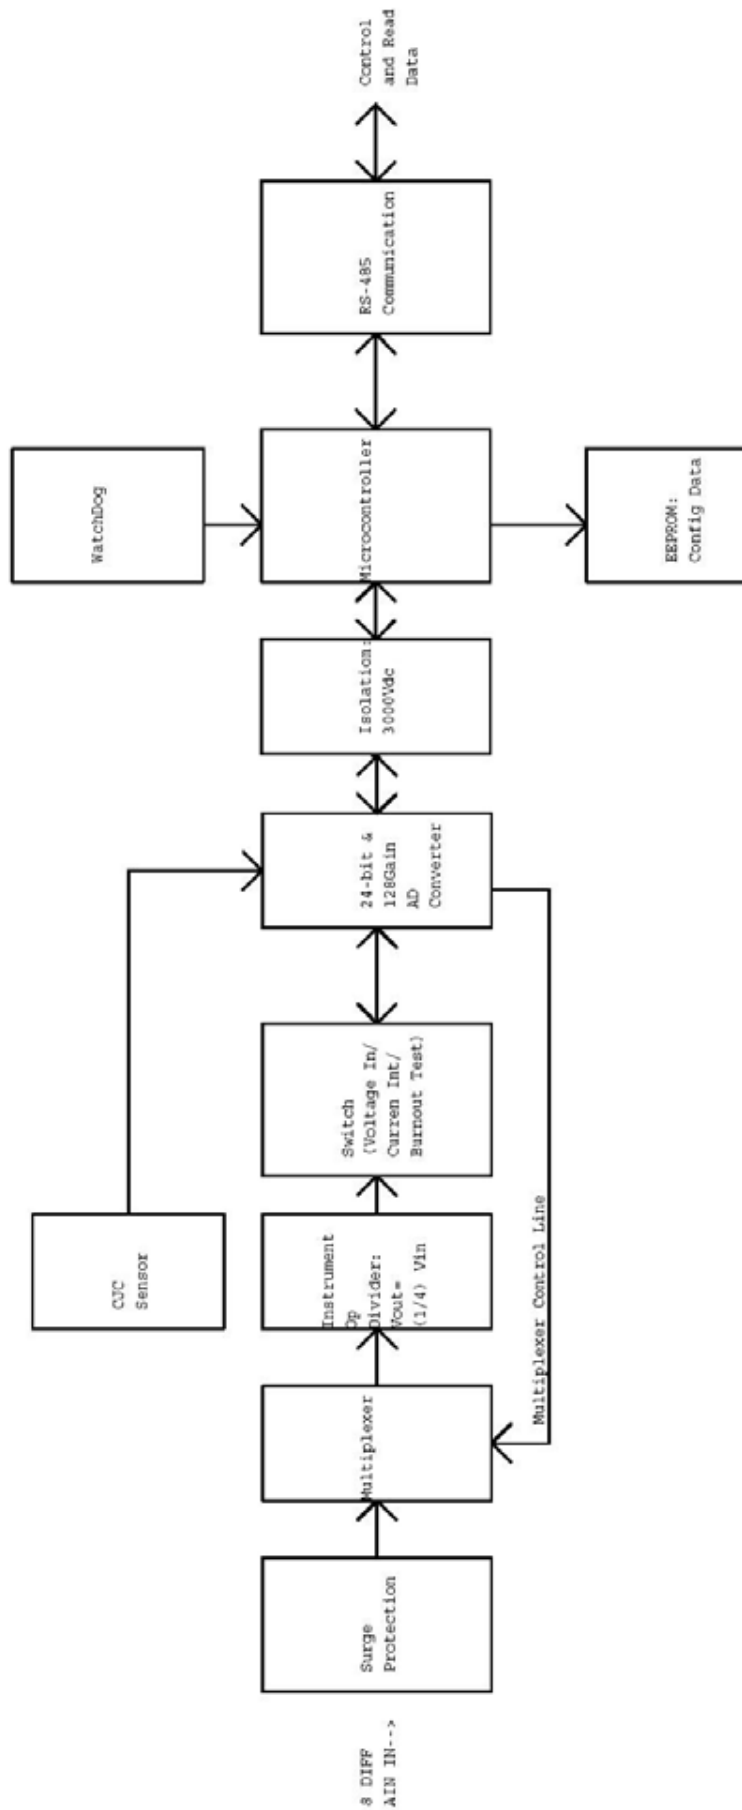 8 DIFF
AIN IN-->
Surge
Protection
Multiplexer
Instrument
Op
Divider:
Vout=
(1/4) Vin
Switch
(Voltage In/
Curren Int/
Burnout Test)
CJC
Sensor
24-bit &
128Gain
AD
Converter
Multiplexer Control Line
Isolation:
3000Vdc
WatchDog
Microcontroller
EEPROM:
Config Data
RS-485
Communication
Control
and Read
Data